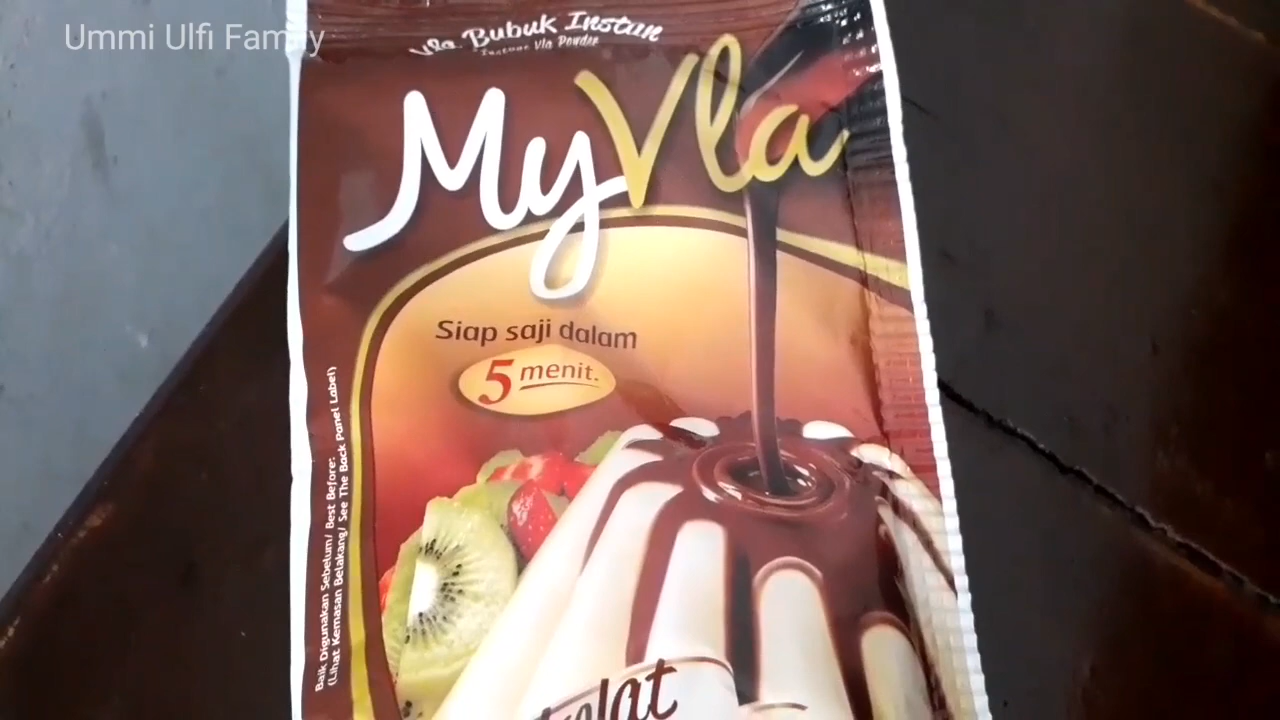 Ummi Ulfi Family
Vla Bubuk Instan
Instant Vla Powder
MyVla
Siap saji dalam
5 menit.
Baik Digunakan Sebelum/ Best Before:
(Lihat Kemasan Belakang/ See The Back Panel Label)